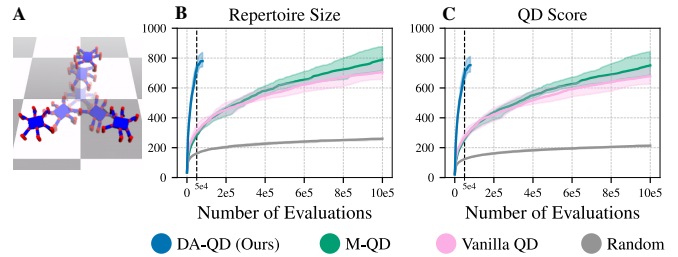 A
B
Repertoire Size
1000
800
600
400
200
0
0
5e4
2e5
4e5
6e5
8e5
10e5
Number of Evaluations
C
QD Score
1000
800
600
400
200
0
0
5e4
2e5
4e5
6e5
8e5
10e5
Number of Evaluations
DA-QD (Ours)
M-QD
Vanilla QD
Random